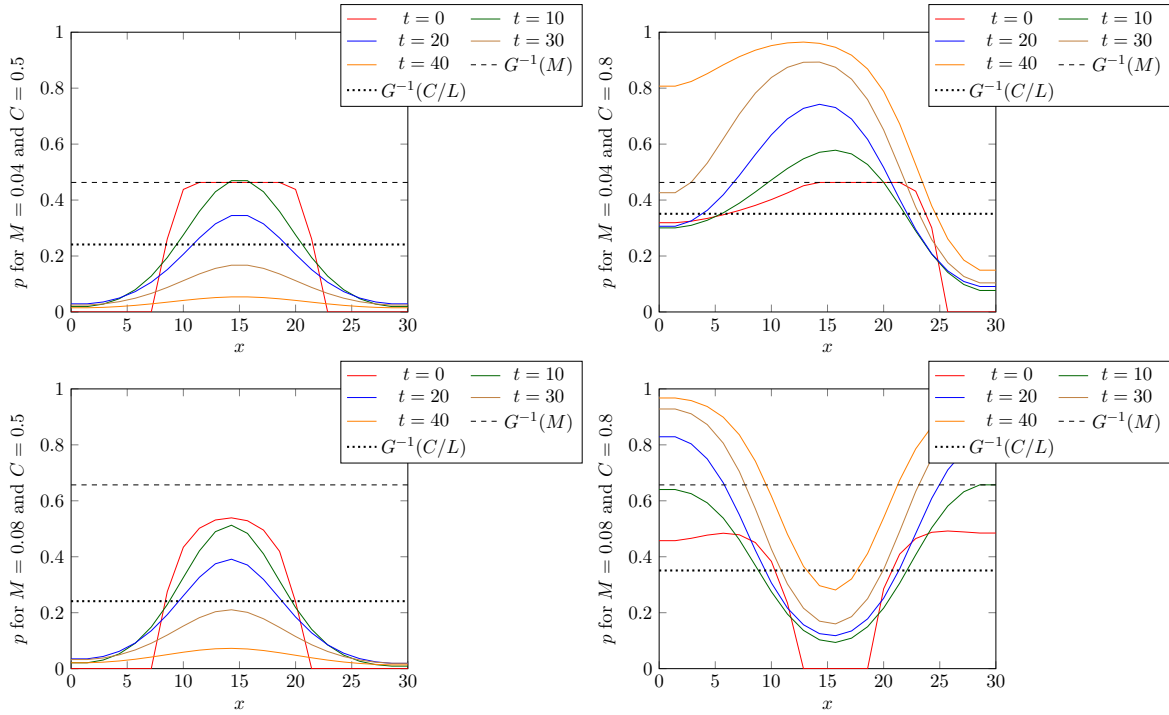 p for M = 0.04 and C = 0.5
1
0.8
0.6
0.4
0.2
0
0 5 10 15 20 25 30
x
t = 0 t = 10
t = 20 t = 30
t = 40 G⁻¹(M)
G⁻¹(C/L)
p for M = 0.04 and C = 0.8
1
0.8
0.6
0.4
0.2
0
0 5 10 15 20 25 30
x
t = 0 t = 10
t = 20 t = 30
t = 40 G⁻¹(M)
G⁻¹(C/L)
p for M = 0.08 and C = 0.5
1
0.8
0.6
0.4
0.2
0
0 5 10 15 20 25 30
x
t = 0 t = 10
t = 20 t = 30
t = 40 G⁻¹(M)
G⁻¹(C/L)
p for M = 0.08 and C = 0.8
1
0.8
0.6
0.4
0.2
0
0 5 10 15 20 25 30
x
t = 0 t = 10
t = 20 t = 30
t = 40 G⁻¹(M)
G⁻¹(C/L)